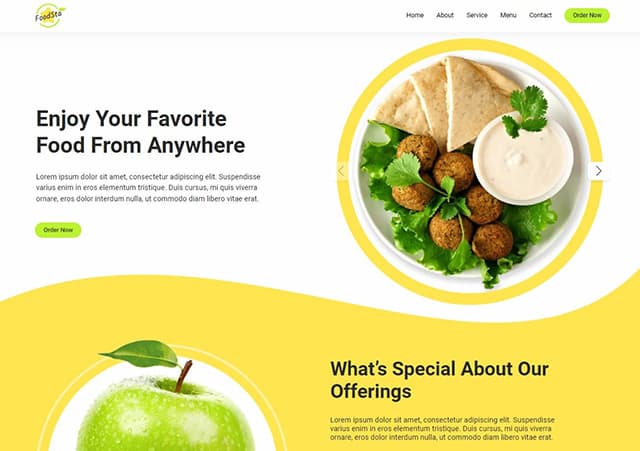 FoodSta
Home About Service Menu Contact Order Now
Enjoy Your Favorite
Food From Anywhere
Lorem ipsum dolor sit amet, consectetur adipiscing elit. Suspendisse
varius enim in eros elementum tristique. Duis cursus, mi quis viverra
ornare, eros dolor interdum nulla, ut commodo diam libero vitae erat.
Order Now
What’s Special About Our
Offerings
Lorem ipsum dolor sit amet, consectetur adipiscing elit.
Suspendisse varius enim in eros elementum tristique. Duis cursus, mi quis viverra
ornare, eros dolor interdum nulla, ut commodo diam libero vitae erat.